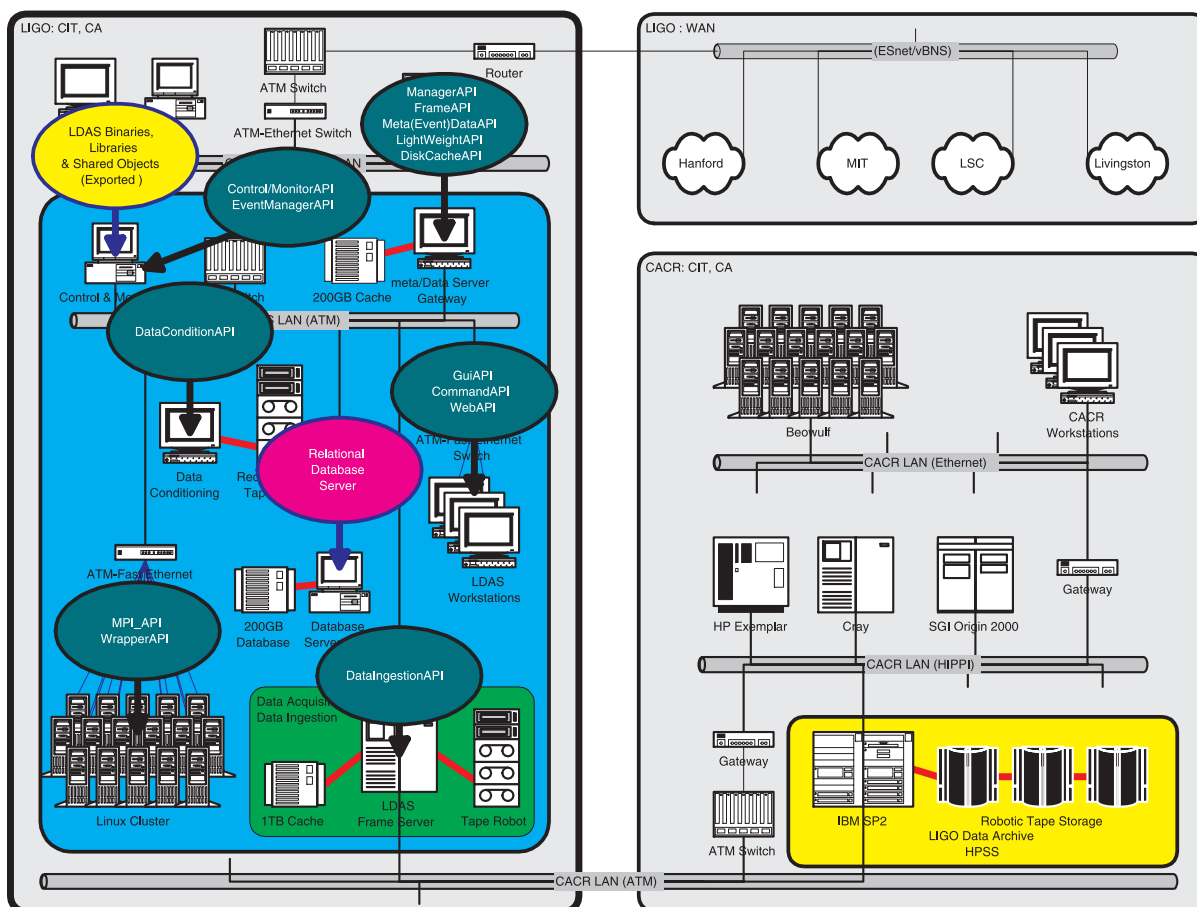 LIGO: CIT, CA
ATM Switch
Router
ATM-Ethernet Switch
LDAS Binaries,
Libraries
& Shared Objects
(Exported )
ManagerAPI
FrameAPI
Meta(Event)DataAPI
LightWeightAPI
DiskCacheAPI
Control/MonitorAPI
EventManagerAPI
Control &
200GB Cache
meta/Data Server
Gateway
LAN (ATM)
DataConditionAPI
GuiAPI
CommandAPI
WebAPI
Switch
Data
Conditioning
Relational
Database
Server
LDAS
Workstations
ATM-Fast Ethernet
MPI_API
WrapperAPI
200GB
Database
Database
Server
DataIngestionAPI
Data Ingestion
Linux Cluster
1TB Cache
LDAS
Frame Server
Tape Robot
CACR LAN (ATM)
LIGO : WAN
(ESnet/vBNS)
Hanford
MIT
LSC
Livingston
CACR: CIT, CA
Beowulf
CACR
Workstations
CACR LAN (Ethernet)
HP Exemplar
Cray
SGI Origin 2000
Gateway
CACR LAN (HIPPI)
Gateway
ATM Switch
IBM SP2
Robotic Tape Storage
LIGO Data Archive
HPSS